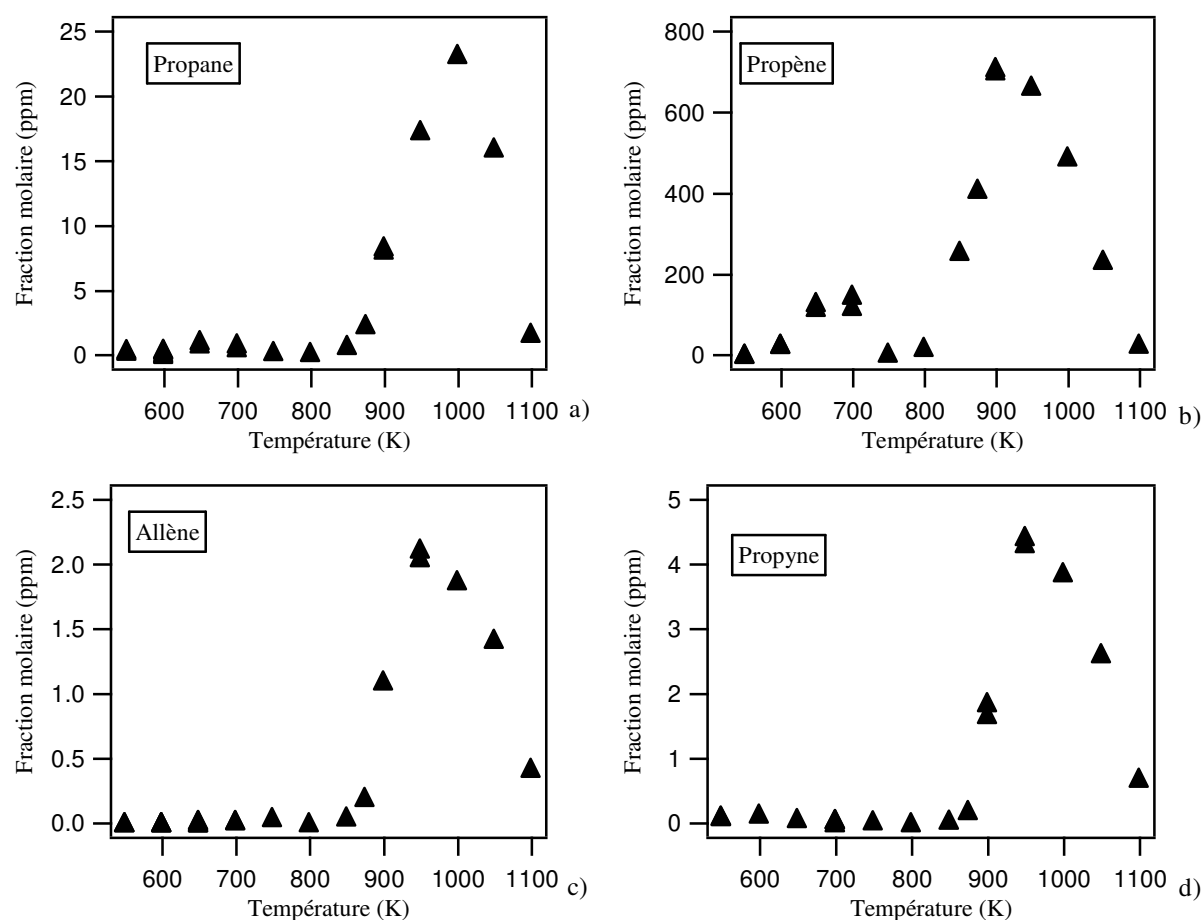 Propane
Fraction molaire (ppm)
25
20
15
10
5
0
600 700 800 900 1000 1100
Température (K)
a)
Propène
Fraction molaire (ppm)
800
600
400
200
0
600 700 800 900 1000 1100
Température (K)
b)
Allène
Fraction molaire (ppm)
2.5
2.0
1.5
1.0
0.5
0.0
600 700 800 900 1000 1100
Température (K)
c)
Propyne
Fraction molaire (ppm)
5
4
3
2
1
0
600 700 800 900 1000 1100
Température (K)
d)